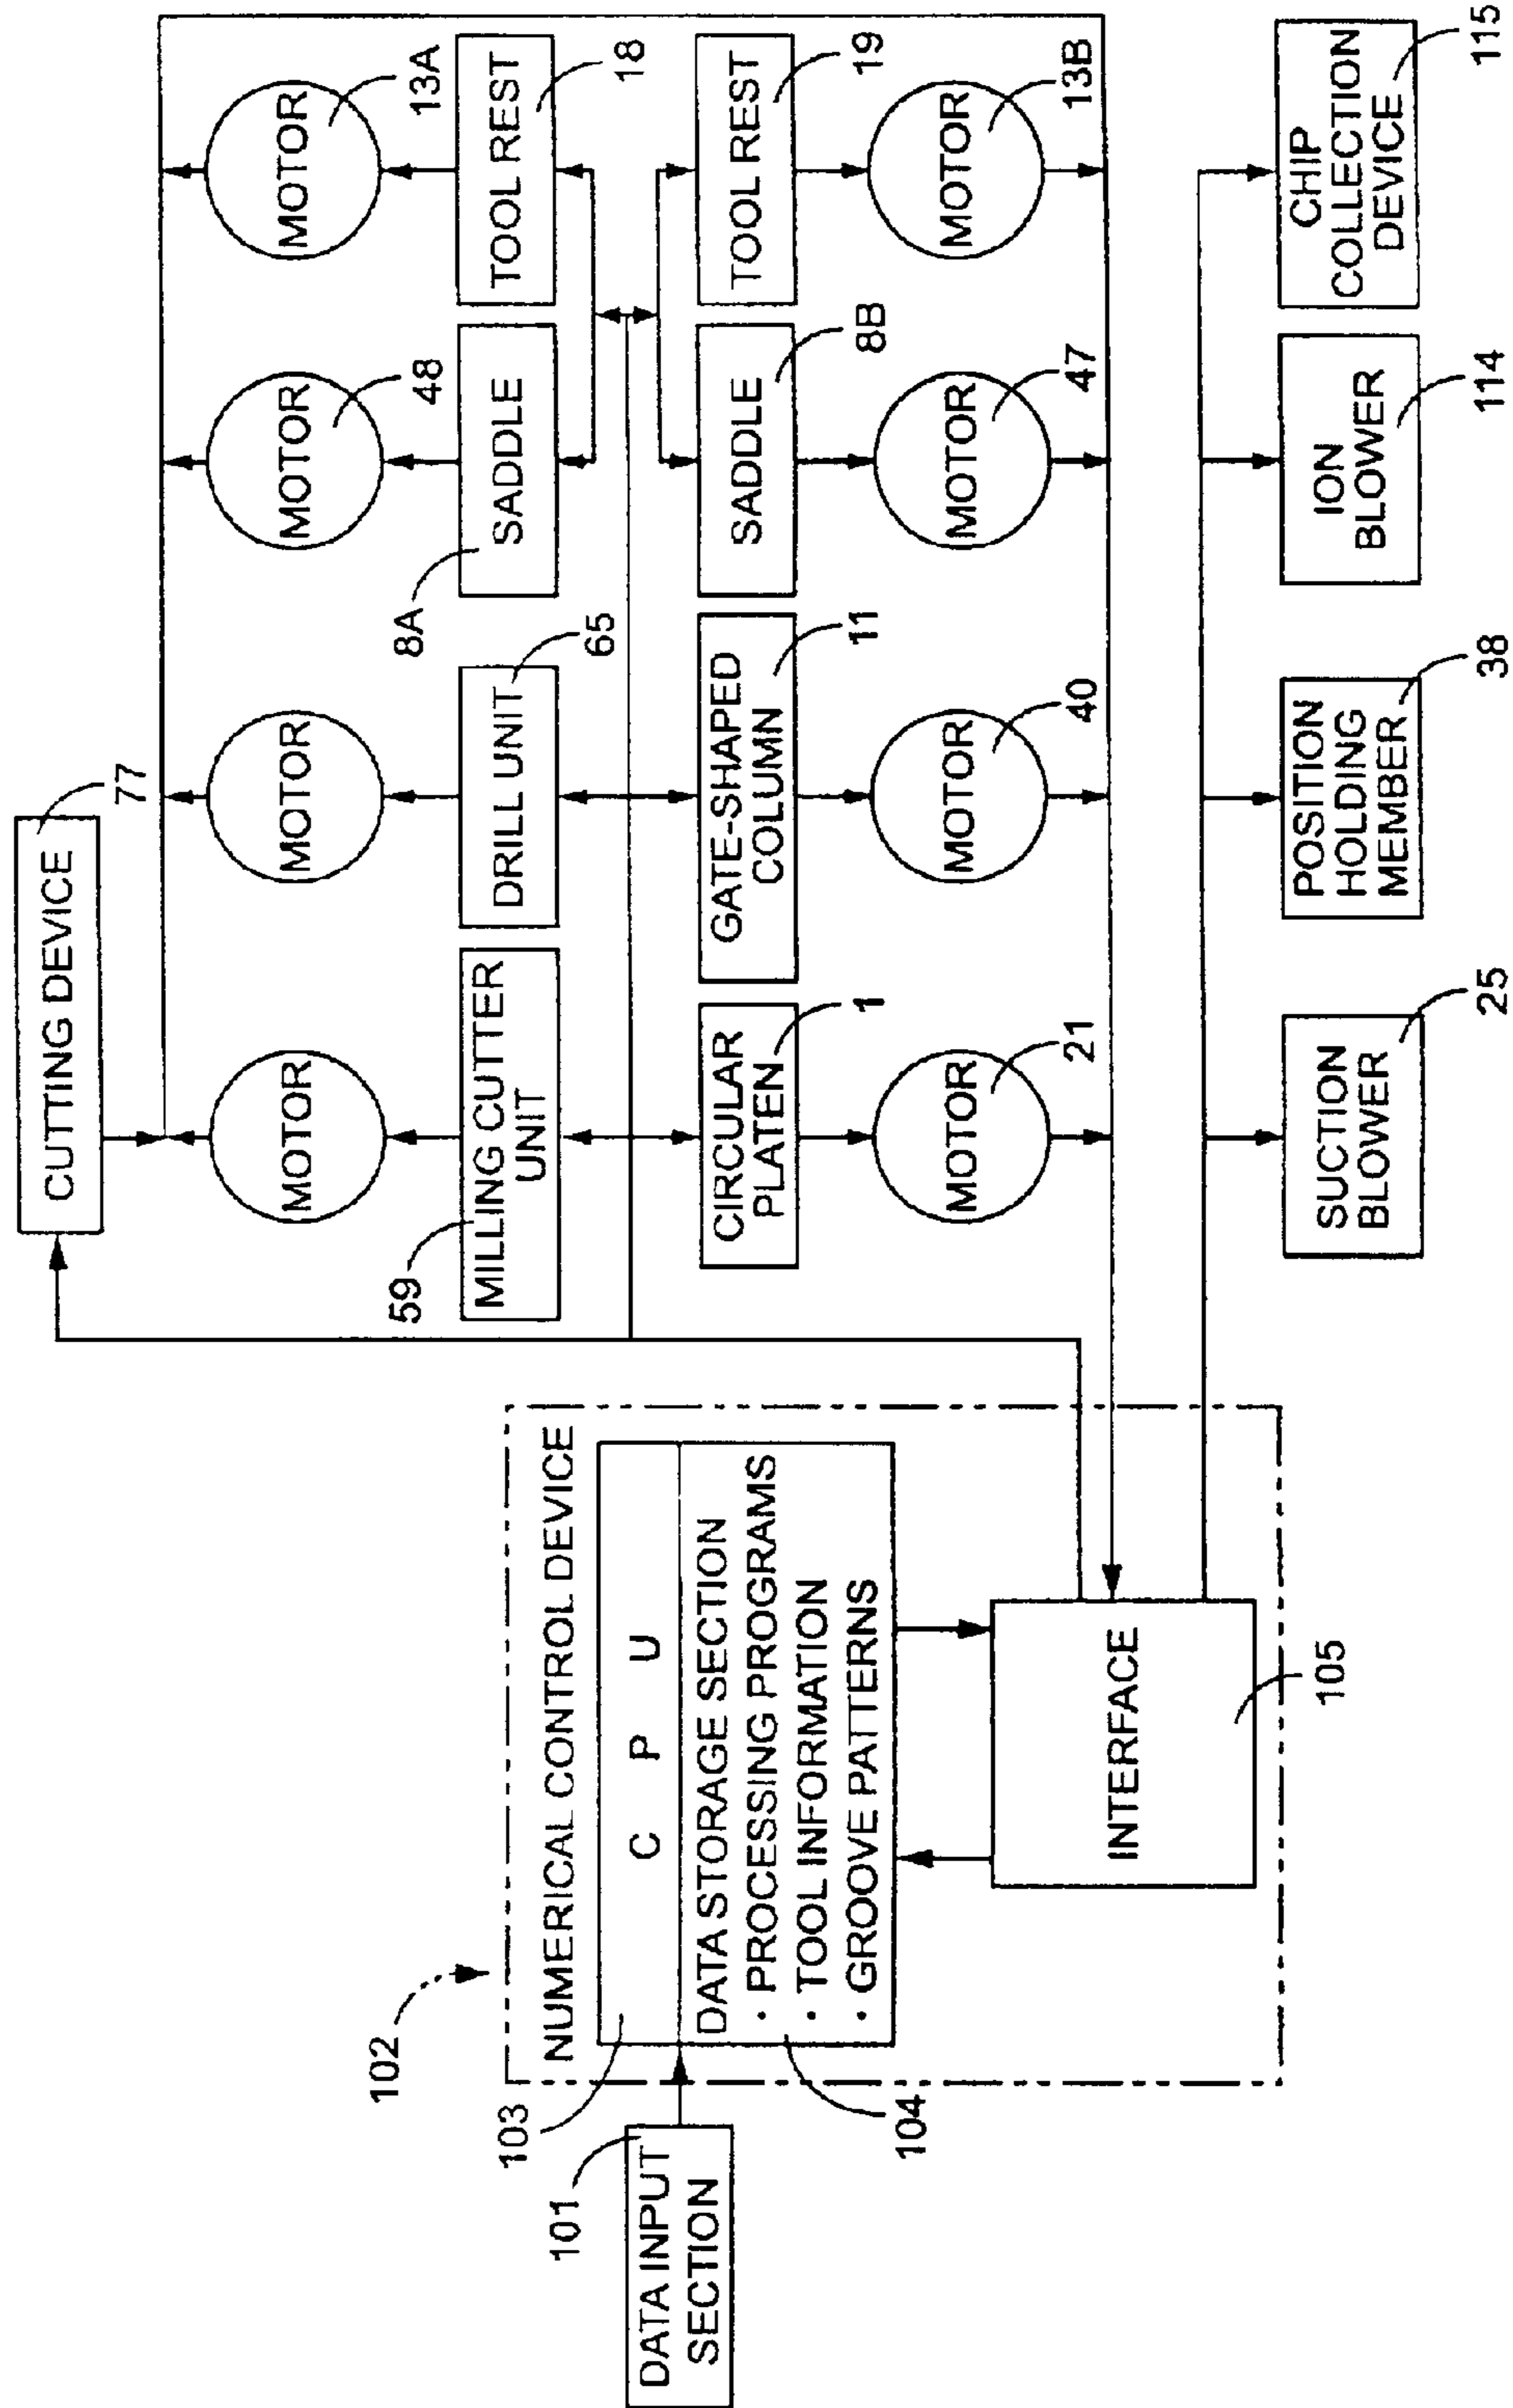 CUTTING DEVICE
77
MOTOR
MOTOR
MOTOR
48
MOTOR
13A
59
MILLING CUTTER
UNIT
DRILL UNIT
65
8A
SADDLE
TOOL REST
18
CIRCULAR
PLATEN
1
GATE-SHAPED
COLUMN
11
SADDLE
8B
TOOL REST
19
MOTOR
21
MOTOR
40
MOTOR
47
MOTOR
13B
102
NUMERICAL CONTROL DEVICE
103
C P U
101
DATA INPUT
SECTION
DATA STORAGE SECTION
· PROCESSING PROGRAMS
· TOOL INFORMATION
· GROOVE PATTERNS
104
INTERFACE
105
SUCTION
BLOWER
25
POSITION
HOLDING
MEMBER
38
ION
BLOWER
114
CHIP
COLLECTION
DEVICE
115